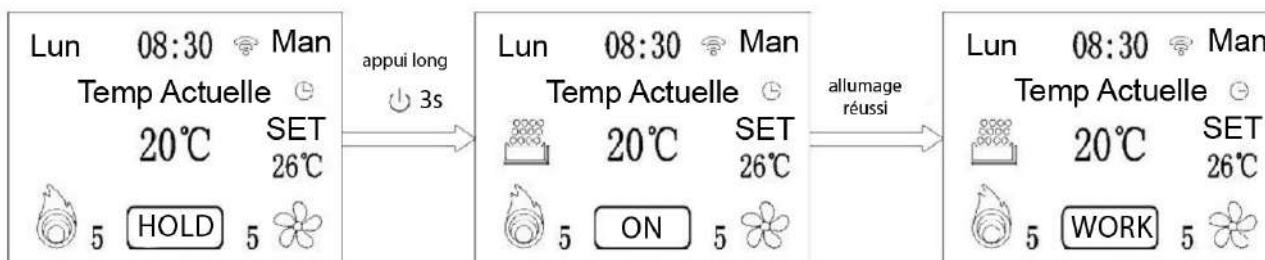 Lun 08:30 Man
Temp Actuelle
20℃
SET
26℃
5 HOLD 5
appui long
3s
Lun 08:30 Man
Temp Actuelle
20℃
SET
26℃
5 ON 5
allumage
réussi
Lun 08:30 Man
Temp Actuelle
20℃
SET
26℃
5 WORK 5